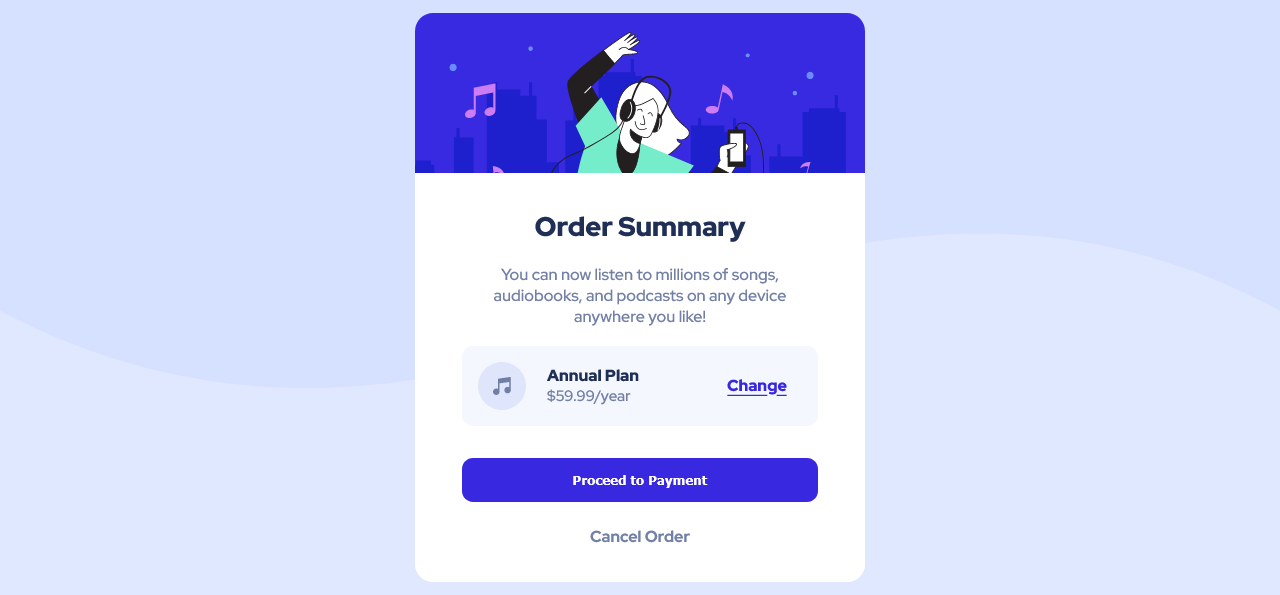 Order Summary
You can now listen to millions of songs,
audiobooks, and podcasts on any device
anywhere you like!
Annual Plan
$59.99/year
Change
Proceed to Payment
Cancel Order